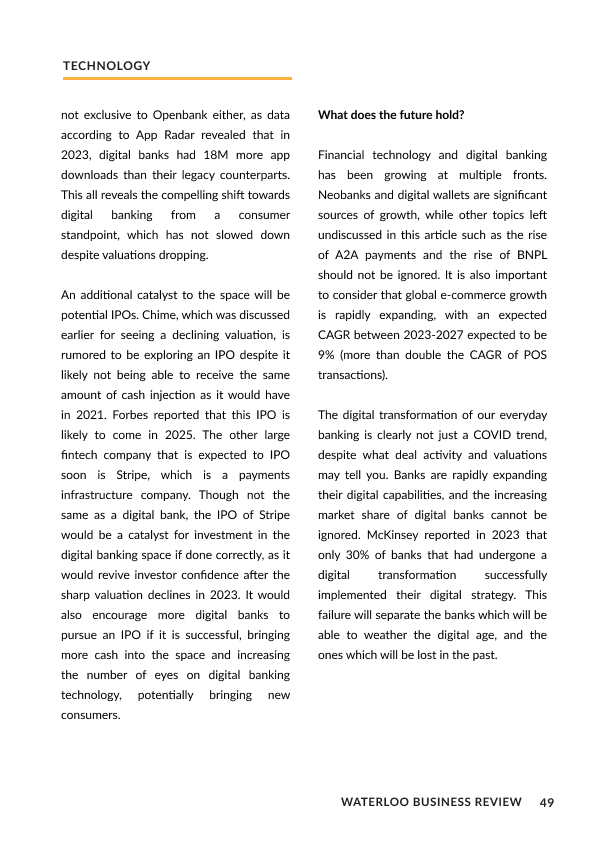 TECHNOLOGY
not exclusive to Openbank either, as data
according to App Radar revealed that in
2023, digital banks had 18M more app
downloads than their legacy counterparts.
This all reveals the compelling shift towards
digital banking from a consumer
standpoint, which has not slowed down
despite valuations dropping.
An additional catalyst to the space will be
potential IPOs. Chime, which was discussed
earlier for seeing a declining valuation, is
rumored to be exploring an IPO despite it
likely not being able to receive the same
amount of cash injection as it would have
in 2021. Forbes reported that this IPO is
likely to come in 2025. The other large
fintech company that is expected to IPO
soon is Stripe, which is a payments
infrastructure company. Though not the
same as a digital bank, the IPO of Stripe
would be a catalyst for investment in the
digital banking space if done correctly, as it
would revive investor confidence after the
sharp valuation declines in 2023. It would
also encourage more digital banks to
pursue an IPO if it is successful, bringing
more cash into the space and increasing
the number of eyes on digital banking
technology, potentially bringing new
consumers.
What does the future hold?
Financial technology and digital banking
has been growing at multiple fronts.
Neobanks and digital wallets are significant
sources of growth, while other topics left
undiscussed in this article such as the rise
of A2A payments and the rise of BNPL
should not be ignored. It is also important
to consider that global e-commerce growth
is rapidly expanding, with an expected
CAGR between 2023-2027 expected to be
9% (more than double the CAGR of POS
transactions).
The digital transformation of our everyday
banking is clearly not just a COVID trend,
despite what deal activity and valuations
may tell you. Banks are rapidly expanding
their digital capabilities, and the increasing
market share of digital banks cannot be
ignored. McKinsey reported in 2023 that
only 30% of banks that had undergone a
digital transformation successfully
implemented their digital strategy. This
failure will separate the banks which will be
able to weather the digital age, and the
ones which will be lost in the past.
WATERLOO BUSINESS REVIEW 49